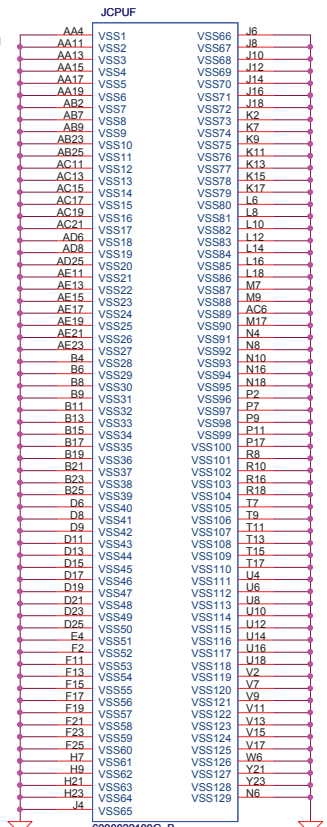 JCPUF
AA4 VSS1 VSS66 J6
AA11 VSS2 VSS67 J8
AA13 VSS3 VSS68 J10
AA15 VSS4 VSS69 J12
AA17 VSS5 VSS70 J14
AA19 VSS6 VSS71 J16
AB2 VSS7 VSS72 J18
AB7 VSS8 VSS73 K2
AB9 VSS9 VSS74 K7
AB23 VSS10 VSS75 K9
AB25 VSS11 VSS76 K11
AC11 VSS12 VSS77 K13
AC13 VSS13 VSS78 K15
AC15 VSS14 VSS79 K17
AC17 VSS15 VSS80 L6
AC19 VSS16 VSS81 L8
AC21 VSS17 VSS82 L10
AD6 VSS18 VSS83 L12
AD8 VSS19 VSS84 L14
AD25 VSS20 VSS85 L16
AE11 VSS21 VSS86 L18
AE13 VSS22 VSS87 M7
AE15 VSS23 VSS88 M9
AE17 VSS24 VSS89 AC6
AE19 VSS25 VSS90 M17
AE21 VSS26 VSS91 N4
AE23 VSS27 VSS92 N8
B4 VSS28 VSS93 N10
B6 VSS29 VSS94 N16
B8 VSS30 VSS95 N18
B9 VSS31 VSS96 P2
B11 VSS32 VSS97 P7
B13 VSS33 VSS98 P9
B15 VSS34 VSS99 P11
B17 VSS35 VSS100 P17
B19 VSS36 VSS101 R8
B21 VSS37 VSS102 R10
B23 VSS38 VSS103 R16
B25 VSS39 VSS104 R18
D6 VSS40 VSS105 T7
D8 VSS41 VSS106 T9
D9 VSS42 VSS107 T11
D11 VSS43 VSS108 T13
D13 VSS44 VSS109 T15
D15 VSS45 VSS110 T17
D17 VSS46 VSS111 U4
D19 VSS47 VSS112 U6
D21 VSS48 VSS113 U8
D23 VSS49 VSS114 U10
D25 VSS50 VSS115 U12
E4 VSS51 VSS116 U14
F2 VSS52 VSS117 U16
F11 VSS53 VSS118 U18
F13 VSS54 VSS119 V2
F15 VSS55 VSS120 V7
F17 VSS56 VSS121 V9
F19 VSS57 VSS122 V11
F21 VSS58 VSS123 V13
F23 VSS59 VSS124 V15
F25 VSS60 VSS125 V17
H7 VSS61 VSS126 W6
H9 VSS62 VSS127 Y21
H21 VSS63 VSS128 Y23
H23 VSS64 VSS129 N6
J4 VSS65